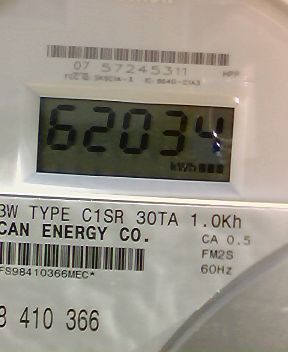 07 57245311
62034
kWh
3W TYPE C1SR 30TA 1.0Kh
CAN ENERGY CO.
CA 0.5
FM2S
60Hz
FS98410366MEC*
8 410 366